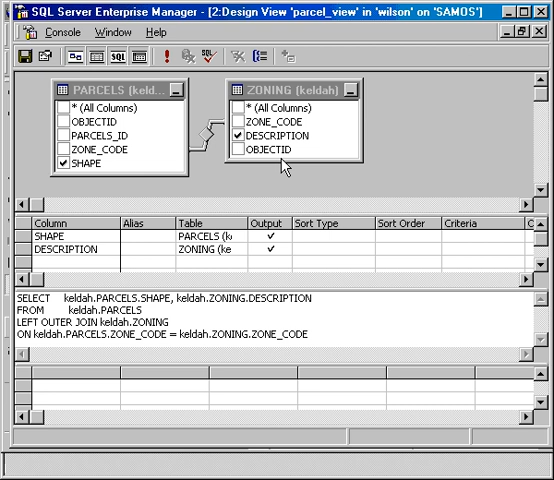 SQL Server Enterprise Manager - [2:Design View 'parcel_view' in 'wilson' on 'SAMOS']
Console Window Help
SQL SQL
PARCELS (keld...
* (All Columns)
OBJECTID
PARCELS_ID
ZONE_CODE
SHAPE
ZONING (keldah)
* (All Columns)
ZONE_CODE
DESCRIPTION
OBJECTID
Column Alias Table Output Sort Type Sort Order Criteria
SHAPE PARCELS (k
DESCRIPTION ZONING (ke
SELECT keldah.PARCELS.SHAPE, keldah.ZONING.DESCRIPTION
FROM keldah.PARCELS
LEFT OUTER JOIN keldah.ZONING
ON keldah.PARCELS.ZONE_CODE = keldah.ZONING.ZONE_CODE